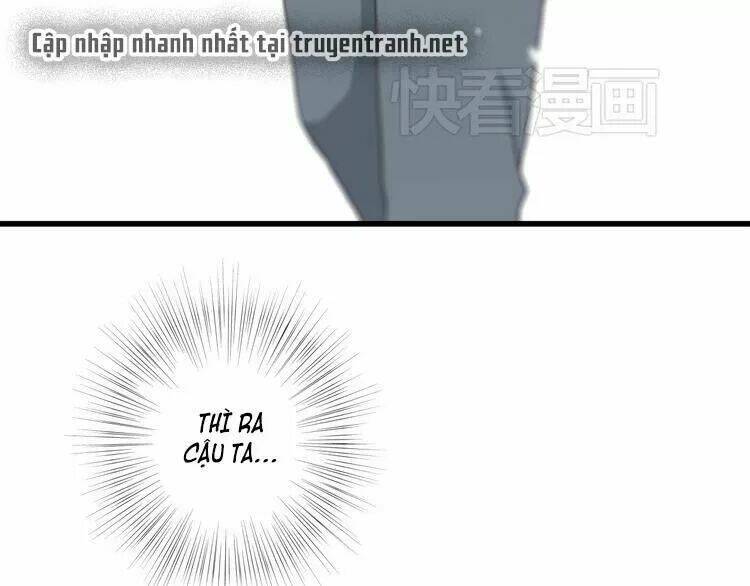 Cập nhập nhanh nhất tại truyentranh.net
快看漫画
THÌ RA
CẬU TA...